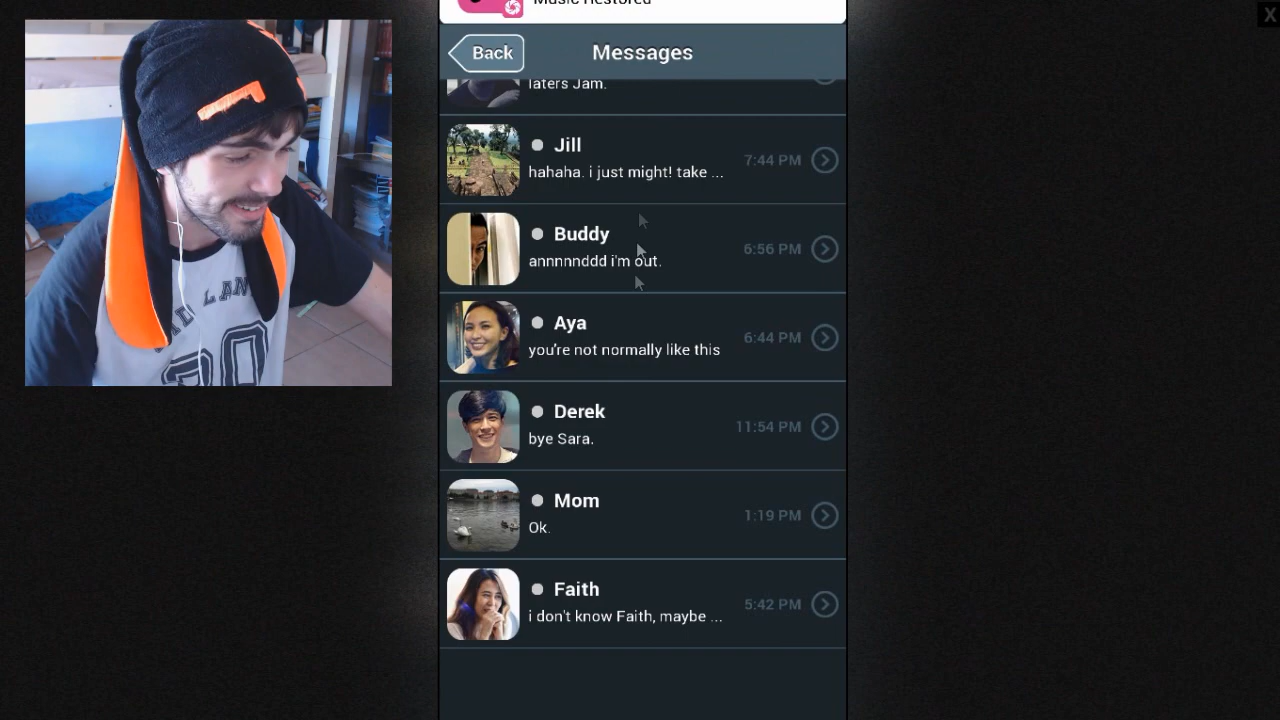 Music Restored
Back
Messages
laters Jam.
Jill
hahaha. i just might! take ...
7:44 PM
Buddy
annnnnddd i'm out.
6:56 PM
Aya
you're not normally like this
6:44 PM
Derek
bye Sara.
11:54 PM
Mom
Ok.
1:19 PM
Faith
i don't know Faith, maybe ...
5:42 PM
X